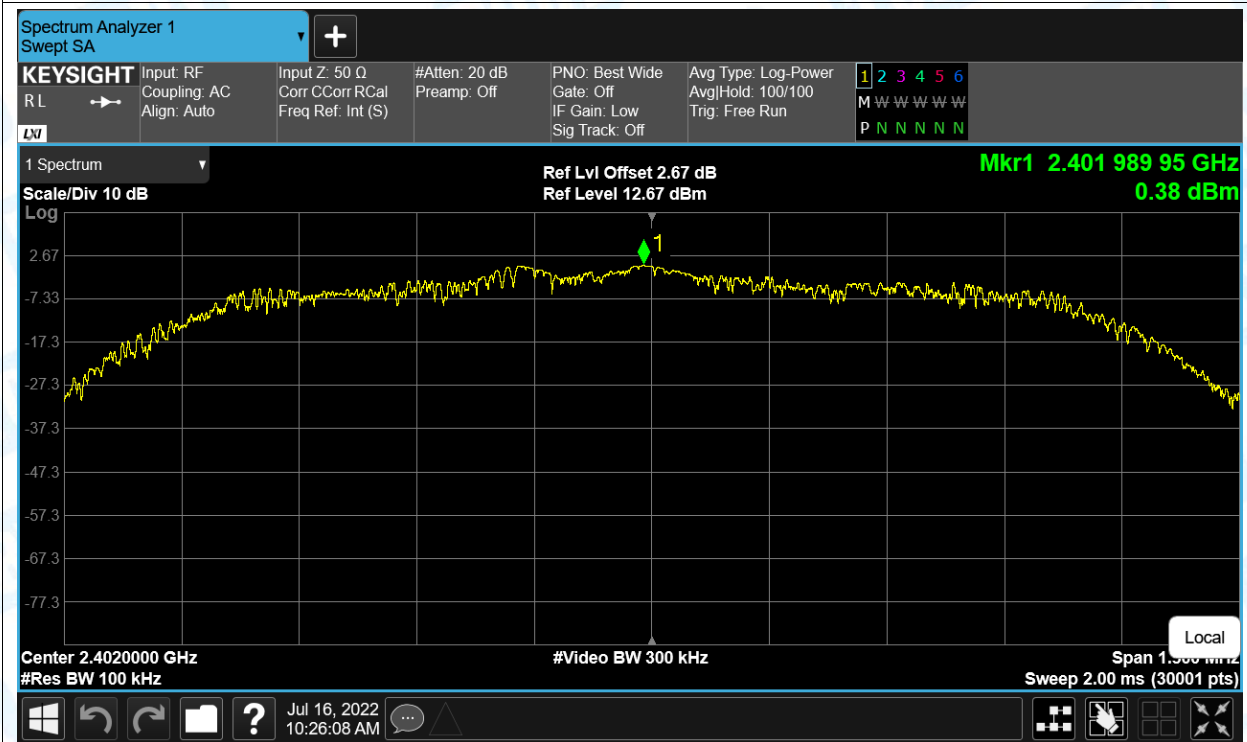 Spectrum Analyzer 1
Swept SA
KEYSIGHT
R L
LXI
Input: RF
Coupling: AC
Align: Auto
Input Z: 50 Ω
Corr CCorr RCal
Freq Ref: Int (S)
#Atten: 20 dB
Preamp: Off
PNO: Best Wide
Gate: Off
IF Gain: Low
Sig Track: Off
Avg Type: Log-Power
Avg|Hold: 100/100
Trig: Free Run
1 2 3 4 5 6
M W W W W W
P N N N N N
1 Spectrum
Scale/Div 10 dB
Log
Ref Lvl Offset 2.67 dB
Ref Level 12.67 dBm
Mkr1 2.401 989 95 GHz
0.38 dBm
1
2.67
-7.33
-17.3
-27.3
-37.3
-47.3
-57.3
-67.3
-77.3
Local
Center 2.4020000 GHz
#Video BW 300 kHz
Span
#Res BW 100 kHz
Sweep 2.00 ms (30001 pts)
?
Jul 16, 2022
10:26:08 AM